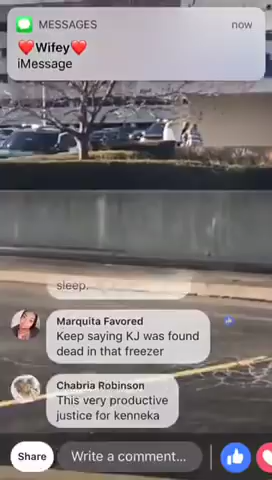 MESSAGES now
❤️Wifey❤️
iMessage
sleep.
Marquita Favored
Keep saying KJ was found
dead in that freezer
Chabria Robinson
This very productive
justice for kenneka
Share Write a comment...